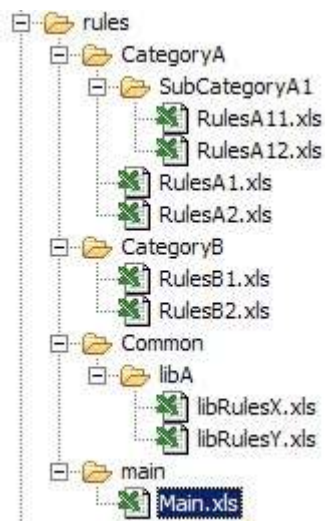 rules
CategoryA
SubCategoryA1
RulesA11.xls
RulesA12.xls
RulesA1.xls
RulesA2.xls
CategoryB
RulesB1.xls
RulesB2.xls
Common
libA
libRulesX.xls
libRulesY.xls
main
Main.xls